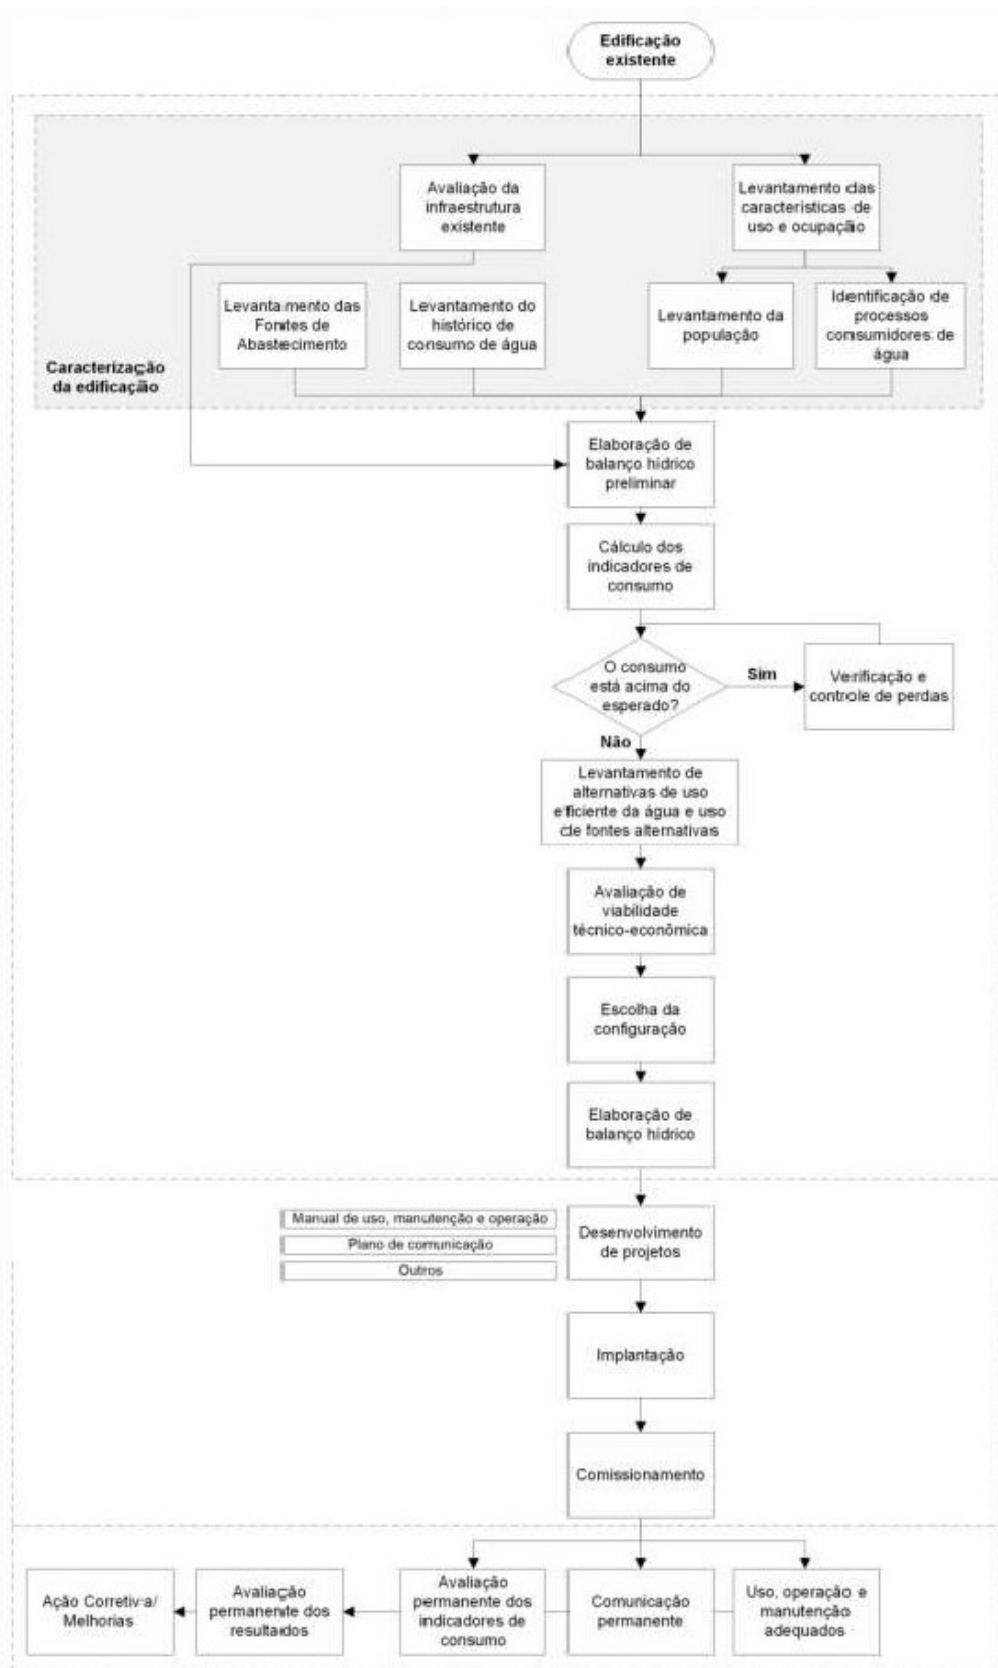 Edificação
existente
Avaliação da
infraestrutura
existente
Levantamento das
características de
uso e ocupação
Levantamento das
Fontes de
Abastecimento
Levantamento do
histórico de
consumo de água
Levantamento da
população
Identificação de
processos
consumidores de
água
Caracterização
da edificação
Elaboração de
balanço hídrico
preliminar
Cálculo dos
indicadores de
consumo
O consumo
está acima do
esperado?
Sim
Verificação e
controle de perdas
Não
Levantamento de
alternativas de uso
eficiente da água e uso
de fontes alternativas
Avaliação de
viabilidade
técnico-econômica
Escolha da
configuração
Elaboração de
balanço hídrico
Manual de uso, manutenção e operação
Plano de comunicação
Outros
Desenvolvimento
de projetos
Implantação
Comissionamento
Ação Corretiva/
Melhorias
Avaliação
permanente dos
resultados
Avaliação
permanente dos
indicadores de
consumo
Comunicação
permanente
Uso, operação e
manutenção
adequados